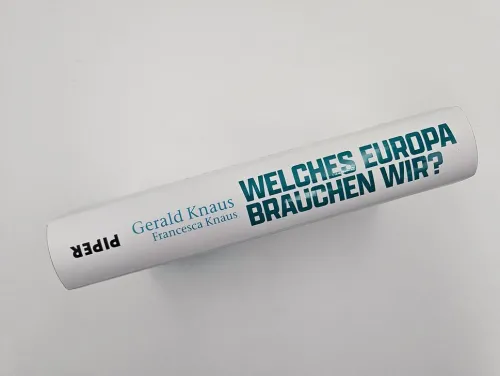 Gerald Knaus
Francesca Knaus
WELCHES EUROPA
BRAUCHEN WIR?
PIPER